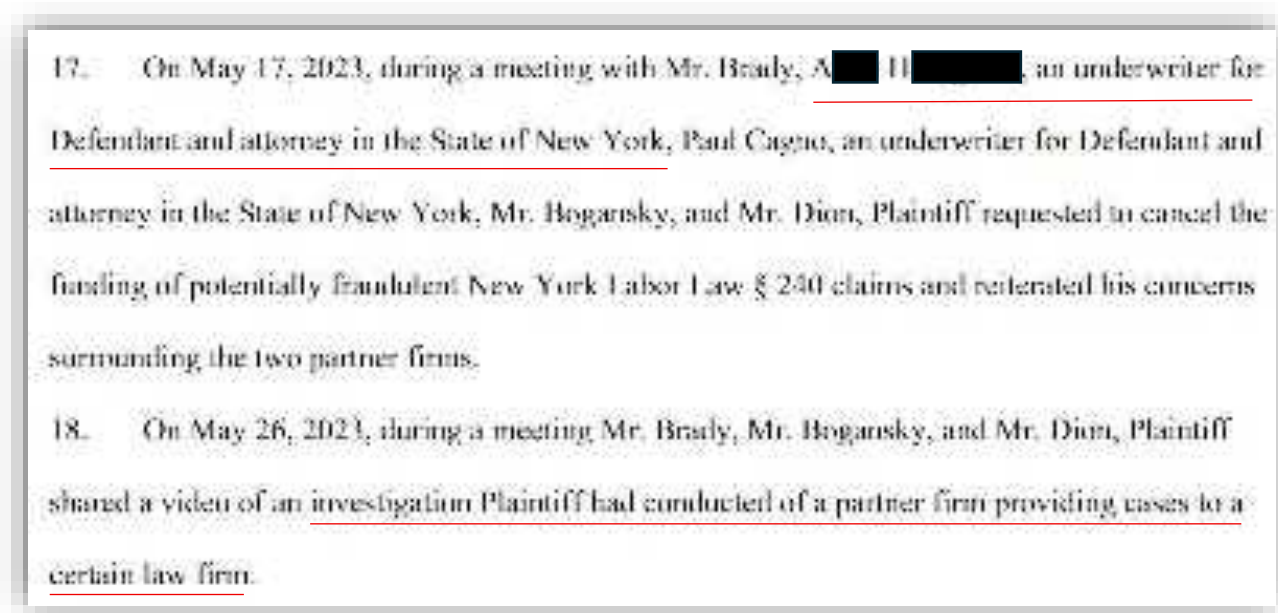 17. On May 17, 2023, during a meeting with Mr. Brady, A H , an underwriter for
Defendant and attorney in the State of New York, Paul Cagno, an underwriter for Defendant and
attorney in the State of New York, Mr. Bogansky, and Mr. Dion, Plaintiff requested to cancel the
funding of potentially fraudulent New York Labor Law § 240 claims and reiterated his concerns
surrounding the two partner firms.
18. On May 26, 2023, during a meeting Mr. Brady, Mr. Bogansky, and Mr. Dion, Plaintiff
shared a video of an investigation Plaintiff had conducted of a partner firm providing cases to a
certain law firm.